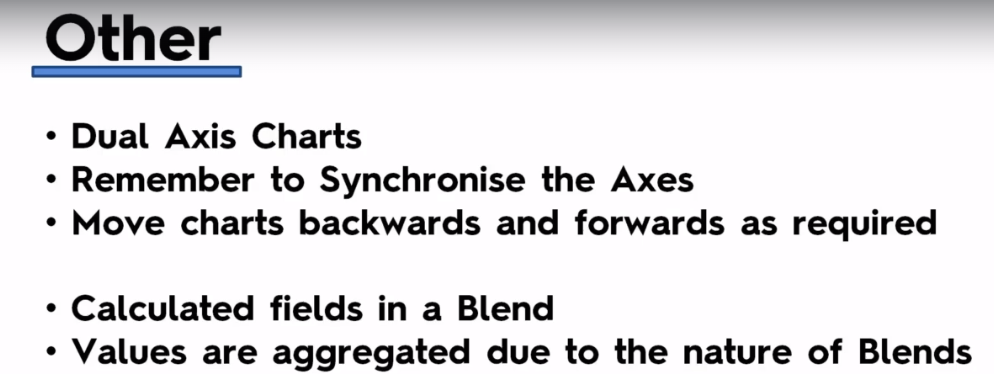 Other
• Dual Axis Charts
• Remember to Synchronise the Axes
• Move charts backwards and forwards as required
• Calculated fields in a Blend
• Values are aggregated due to the nature of Blends